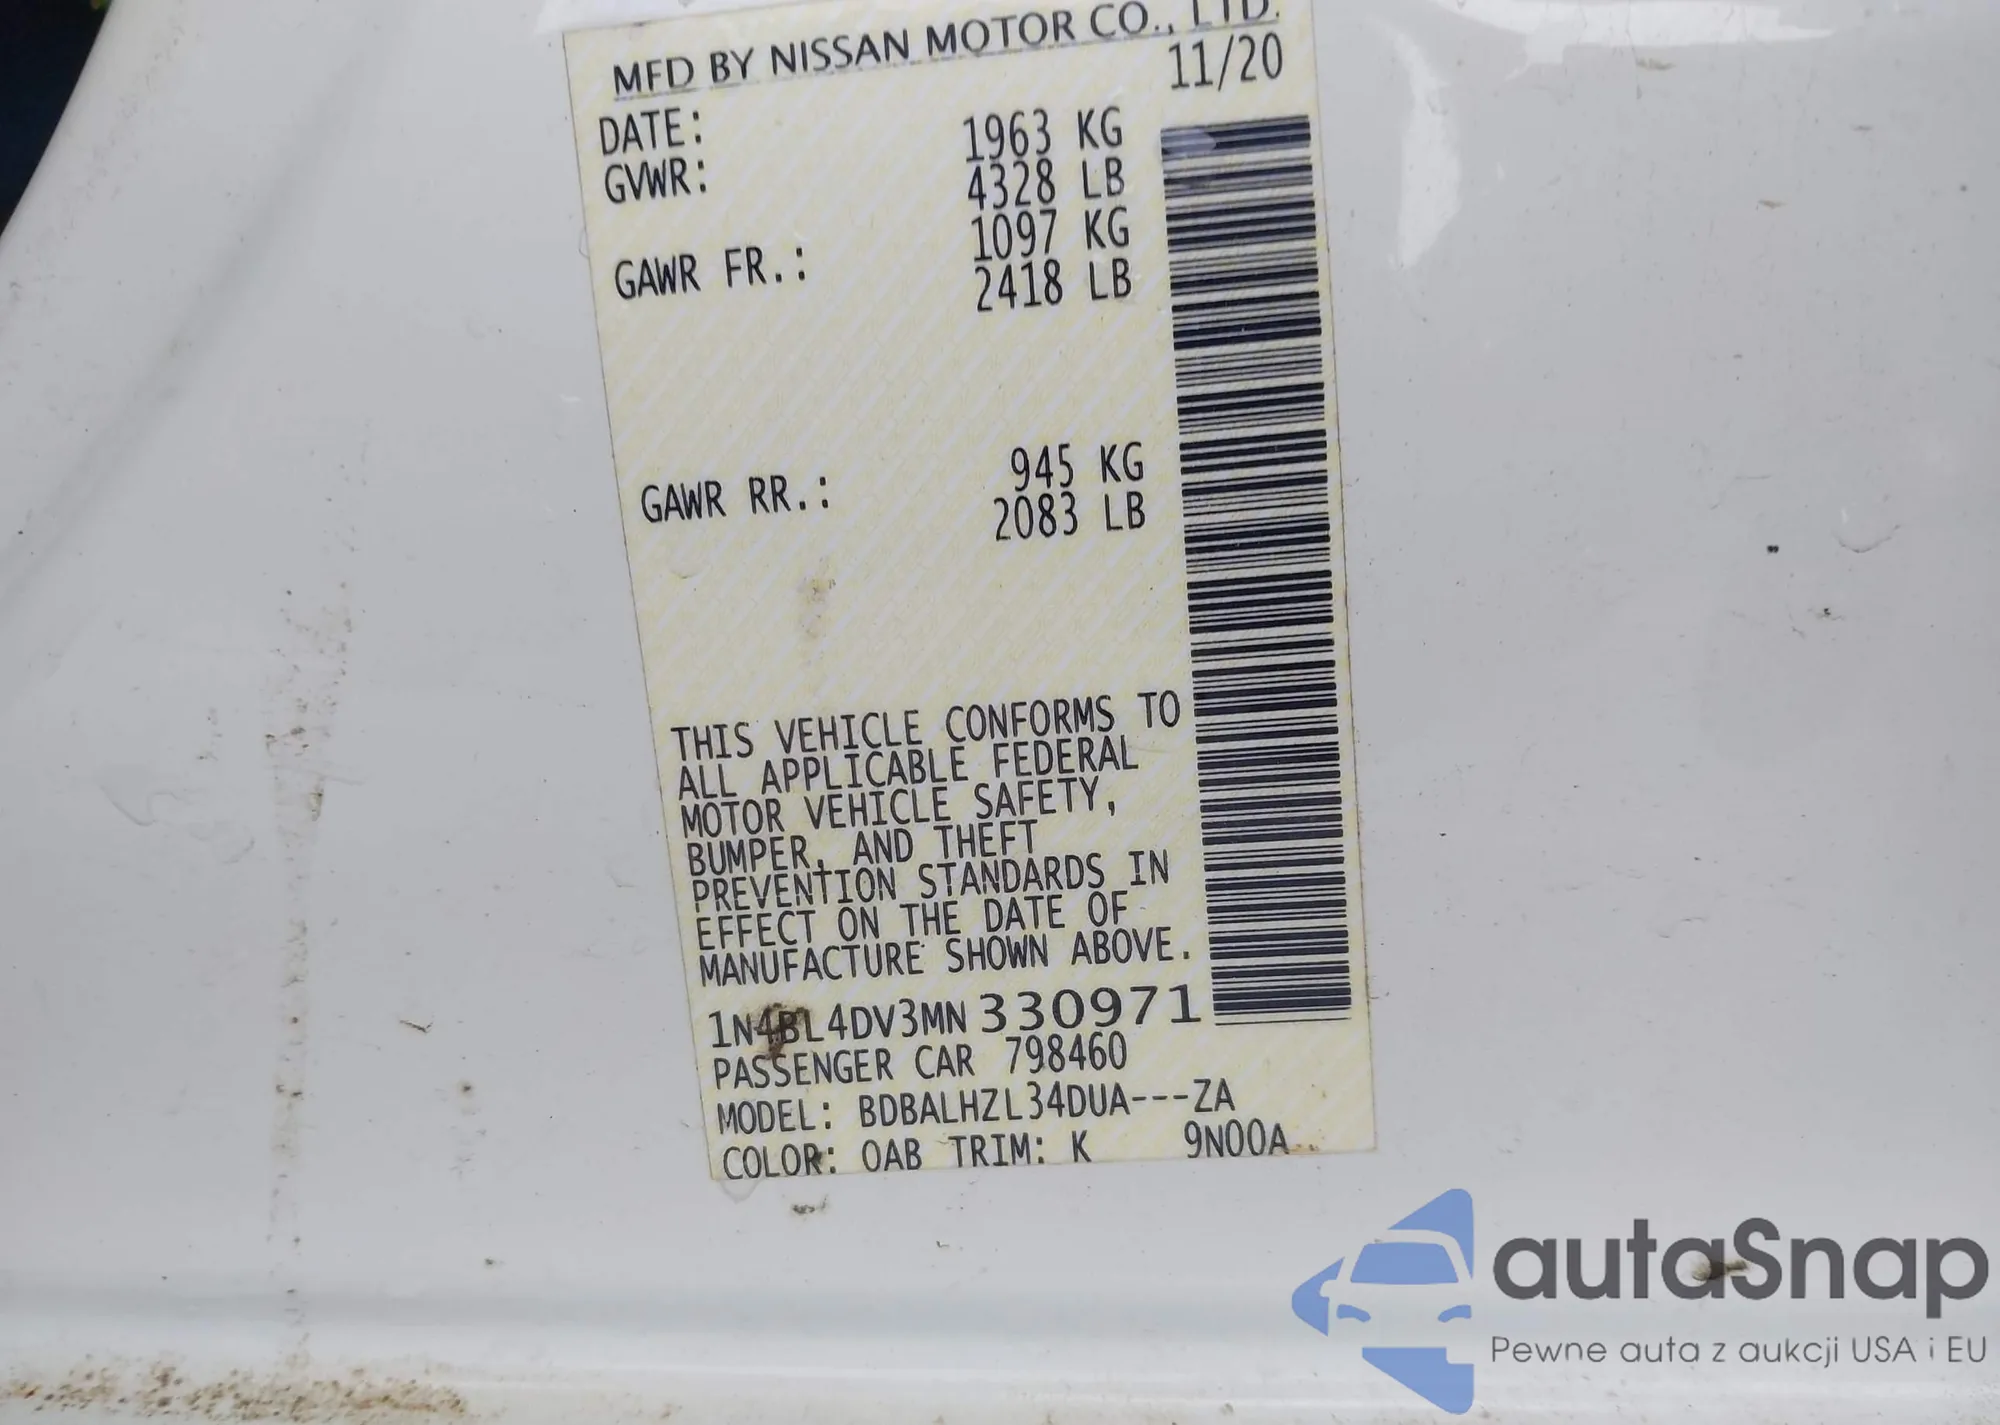 MFD BY NISSAN MOTOR CO., LTD.
DATE: 11/20
GVWR: 1963 KG
4328 LB
GAWR FR.: 1097 KG
2418 LB
GAWR RR.: 945 KG
2083 LB
THIS VEHICLE CONFORMS TO
ALL APPLICABLE FEDERAL
MOTOR VEHICLE SAFETY,
BUMPER, AND THEFT
PREVENTION STANDARDS IN
EFFECT ON THE DATE OF
MANUFACTURE SHOWN ABOVE.
1N4BL4DV3MN330971
PASSENGER CAR 798460
MODEL: BDBALHZL34DUA---ZA
COLOR: QAB TRIM: K 9N00A
autaSnap
Pewne auta z aukcji USA i EU